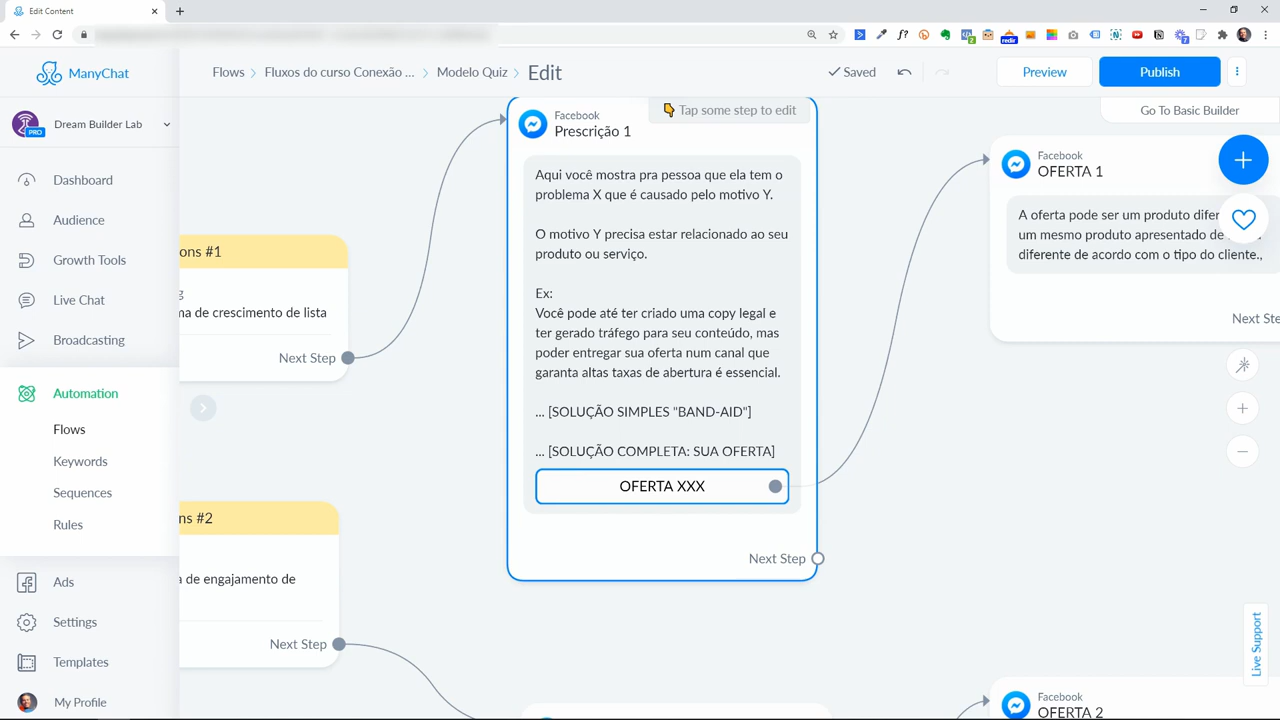 Edit Content
ManyChat
Flows
Fluxos do curso Conexão ...
Modelo Quiz
Edit
Saved
Preview
Publish
Go To Basic Builder
Dream Builder Lab
PRO
Dashboard
Audience
Growth Tools
Live Chat
Broadcasting
Automation
Flows
Keywords
Sequences
Rules
Ads
Settings
Templates
My Profile
ons #1
ma de crescimento de lista
Next Step
ns #2
a de engajamento de
Next Step
Tap some step to edit
Facebook
Prescrição 1
Aqui você mostra pra pessoa que ela tem o
problema X que é causado pelo motivo Y.
O motivo Y precisa estar relacionado ao seu
produto ou serviço.
Ex:
Você pode até ter criado uma copy legal e
ter gerado tráfego para seu conteúdo, mas
poder entregar sua oferta num canal que
garanta altas taxas de abertura é essencial.
... [SOLUÇÃO SIMPLES "BAND-AID"]
... [SOLUÇÃO COMPLETA: SUA OFERTA]
OFERTA XXX
Next Step
Facebook
OFERTA 1
A oferta pode ser um produto difer
um mesmo produto apresentado de
diferente de acordo com o tipo do cliente.,
Next Ste
Live Support
Facebook
OFERTA 2